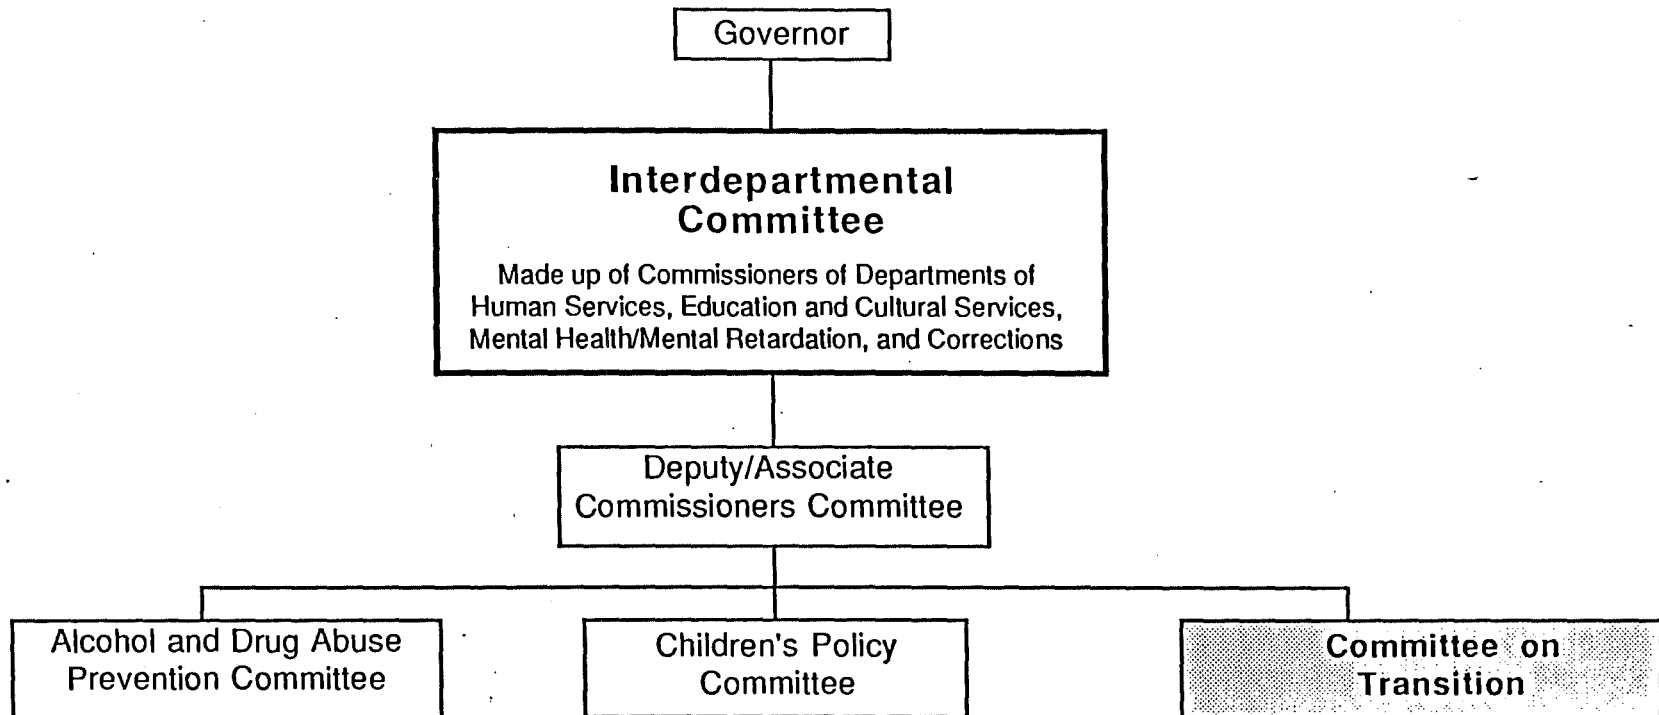 Governor
Interdepartmental
Committee
Made up of Commissioners of Departments of
Human Services, Education and Cultural Services,
Mental Health/Mental Retardation, and Corrections
Deputy/Associate
Commissioners Committee
Alcohol and Drug Abuse
Prevention Committee
Children's Policy
Committee
Committee on
Transition